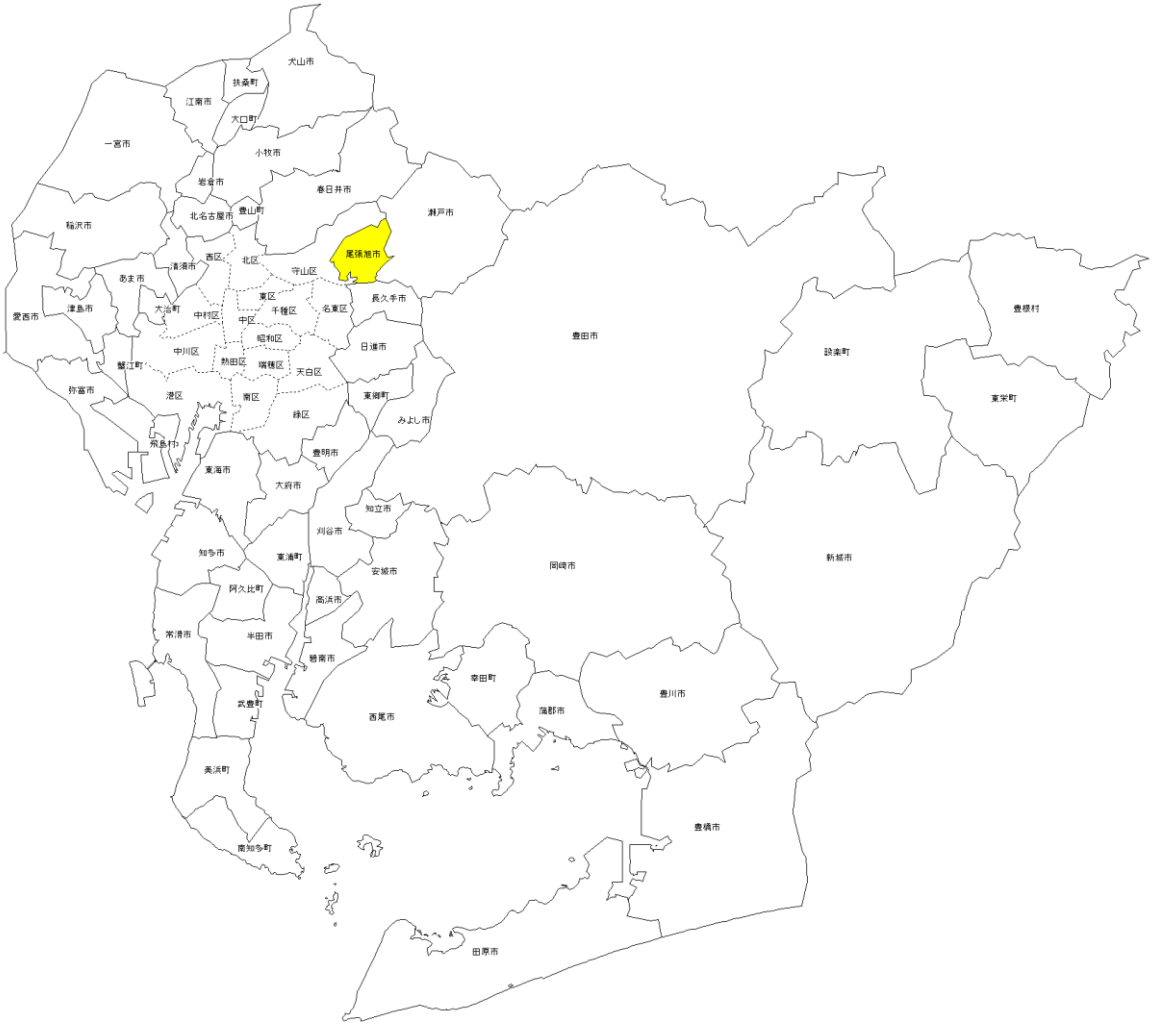 犬山市
扶桑町
江南市
大口町
一宮市
小牧市
岩倉市
春日井市
北名古屋市
豊山町
瀬戸市
稲沢市
西区
北区
尾張旭市
清須市
守山区
あま市
東区
長久手市
津島市
大治町
中村区
中区
千種区
名東区
愛西市
豊根村
豊田市
昭和区
日進市
中川区
設楽町
熱田区
瑞穂区
蟹江町
天白区
弥富市
港区
南区
東郷町
東栄町
緑区
みよし市
飛島村
豊明市
東海市
大府市
知立市
刈谷市
知多市
東浦町
新城市
岡崎市
安城市
阿久比町
高浜市
常滑市
半田市
碧南市
幸田町
豊川市
武豊町
蒲郡市
西尾市
美浜町
豊橋市
南知多町
田原市